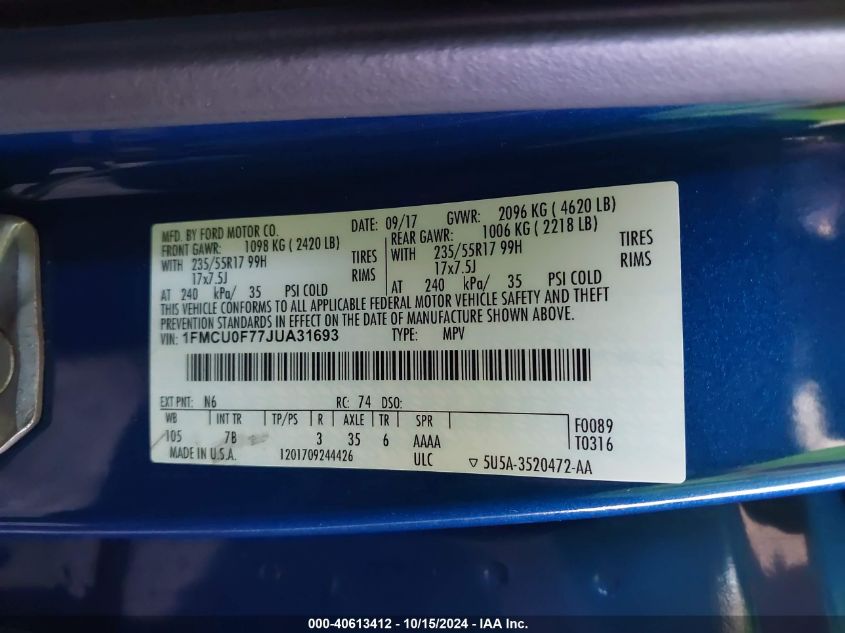 MFD. BY FORD MOTOR CO. DATE: 09/17 GVWR: 2096 KG ( 4620 LB)
FRONT GAWR: 1098 KG ( 2420 LB) REAR GAWR: 1006 KG ( 2218 LB)
WITH 235/55R17 99H TIRES WITH 235/55R17 99H TIRES
17x7.5J RIMS 17x7.5J RIMS
AT 240 kPa/ 35 PSI COLD AT 240 kPa/ 35 PSI COLD
THIS VEHICLE CONFORMS TO ALL APPLICABLE FEDERAL MOTOR VEHICLE SAFETY AND THEFT
PREVENTION STANDARDS IN EFFECT ON THE DATE OF MANUFACTURE SHOWN ABOVE.
VIN: 1FMCU0F77JUA31693 TYPE: MPV
EXT PNT: N6 RC: 74 DSO:
WB INT TR TP/PS R AXLE TR SPR
105 7B 3 35 6 AAAA
F0089
T0316
MADE IN U.S.A. 1201709244426 ULC ▽ 5U5A-3520472-AA
000-40613412 - 10/15/2024 - IAA Inc.